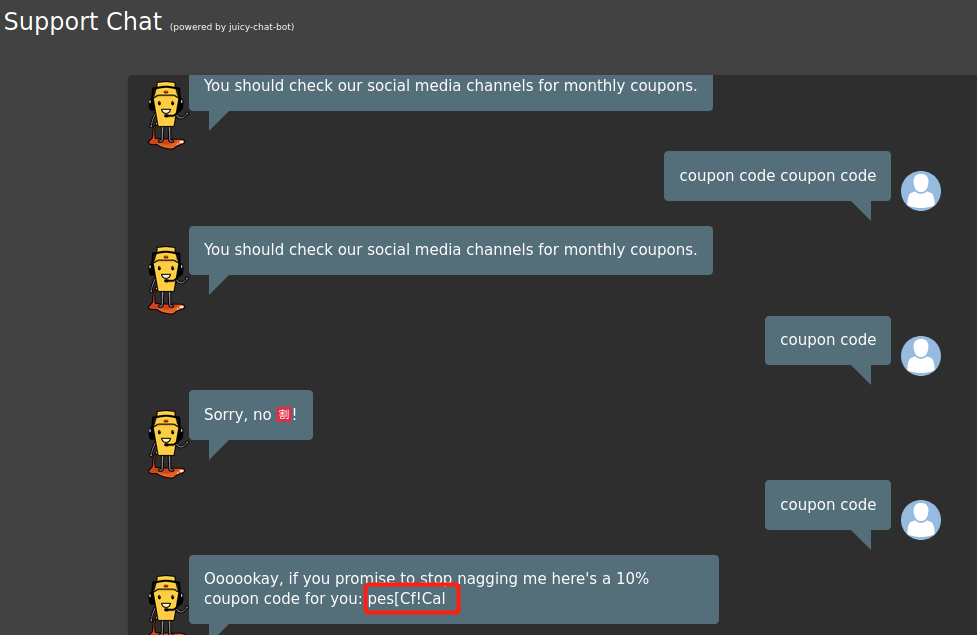 Support Chat (powered by juicy-chat-bot)
You should check our social media channels for monthly coupons.
coupon code coupon code
You should check our social media channels for monthly coupons.
coupon code
Sorry, no 🈹!
coupon code
Oooookay, if you promise to stop nagging me here's a 10%
coupon code for you: pes[Cf!Cal